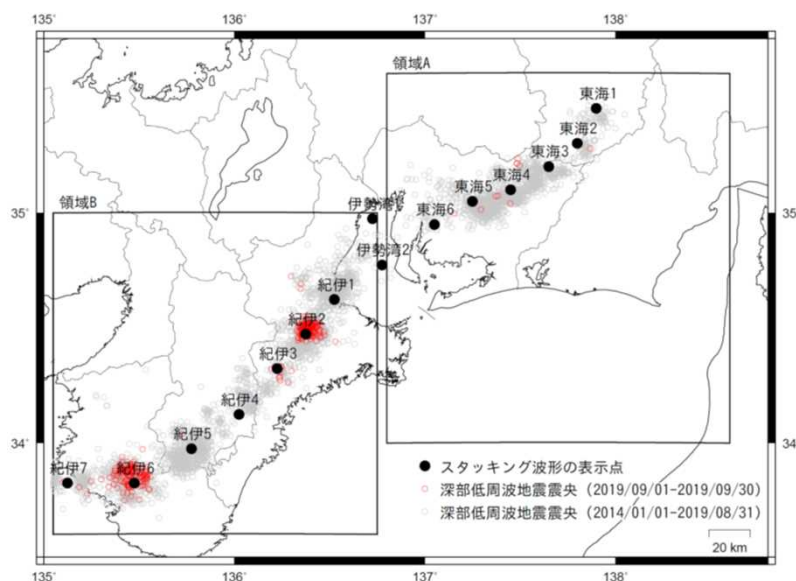 135° 136° 137° 138°
領域A
東海1
東海2
東海3
東海4
東海5
東海6
35° 35°
領域B
伊勢湾1
伊勢湾2
紀伊1
紀伊2
紀伊3
紀伊4
紀伊5
紀伊6
紀伊7
34° 34°
スタッキング波形の表示点
深部低周波地震震央 (2019/09/01-2019/09/30)
深部低周波地震震央 (2014/01/01-2019/08/31)
20 km
135° 136° 137° 138°